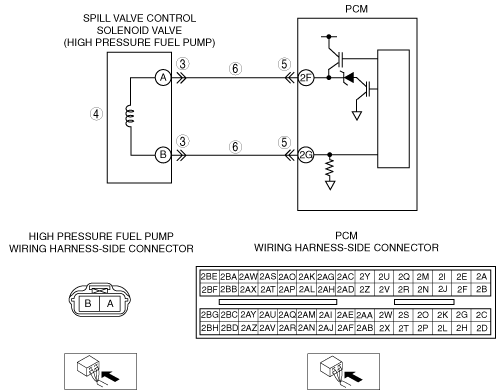 SPILL VALVE CONTROL
SOLENOID VALVE
(HIGH PRESSURE FUEL PUMP)
PCM
A 3 6 5 2F
4
B 3 6 5 2G
HIGH PRESSURE FUEL PUMP
WIRING HARNESS-SIDE CONNECTOR
B A
PCM
WIRING HARNESS-SIDE CONNECTOR
2BE 2BA 2AW 2AS 2AO 2AK 2AG 2AC 2Y 2U 2Q 2M 2I 2E 2A
2BF 2BB 2AX 2AT 2AP 2AL 2AH 2AD 2Z 2V 2R 2N 2J 2F 2B
2BG 2BC 2AY 2AU 2AQ 2AM 2AI 2AE 2AA 2W 2S 2O 2K 2G 2C
2BH 2BD 2AZ 2AV 2AR 2AN 2AJ 2AF 2AB 2X 2T 2P 2L 2H 2D